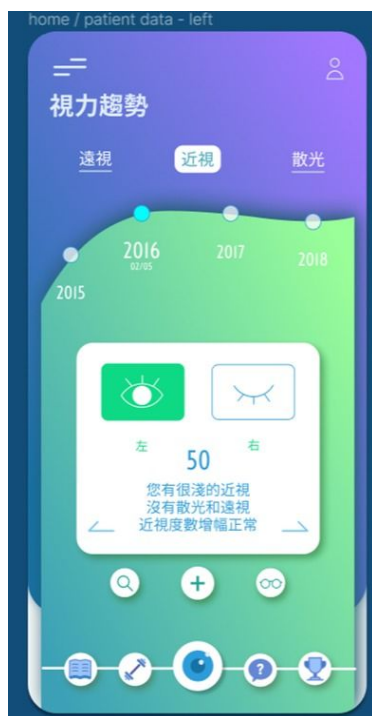 home / patient data - left
視力趨勢
遠視
近視
散光
2015
2016
02/05
2017
2018
左
右
50
您有很淺的近視
沒有散光和遠視
近視度數增幅正常
?